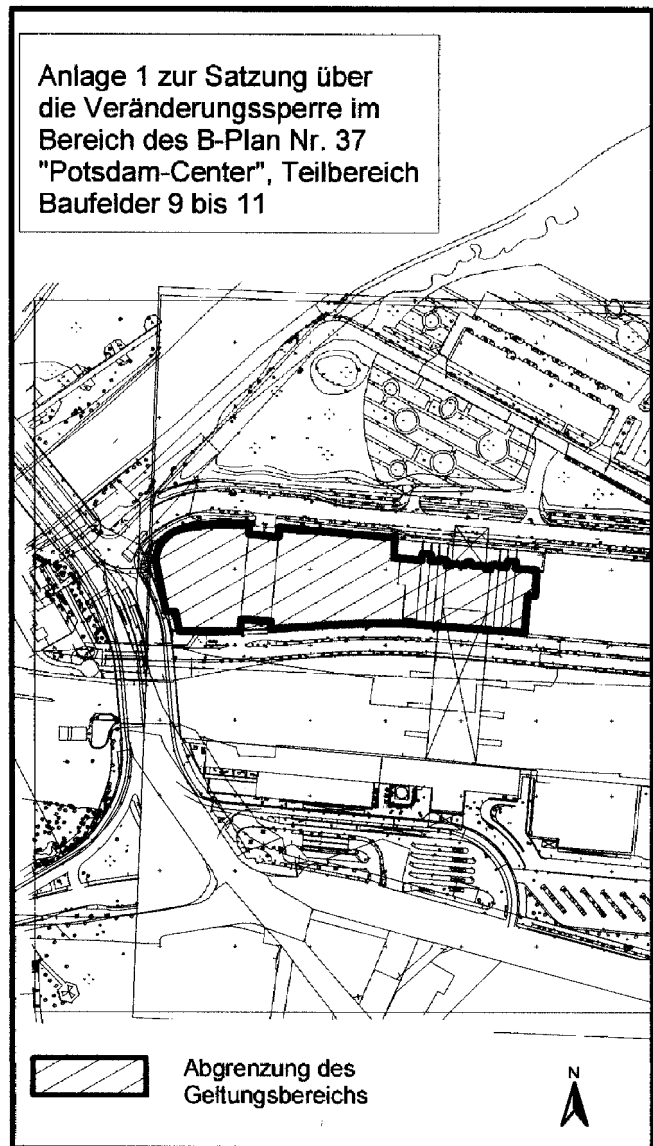 Anlage 1 zur Satzung über
die Veränderungssperre im
Bereich des B-Plan Nr. 37
"Potsdam-Center", Teilbereich
Baufelder 9 bis 11
Abgrenzung des
Geltungsbereichs
N